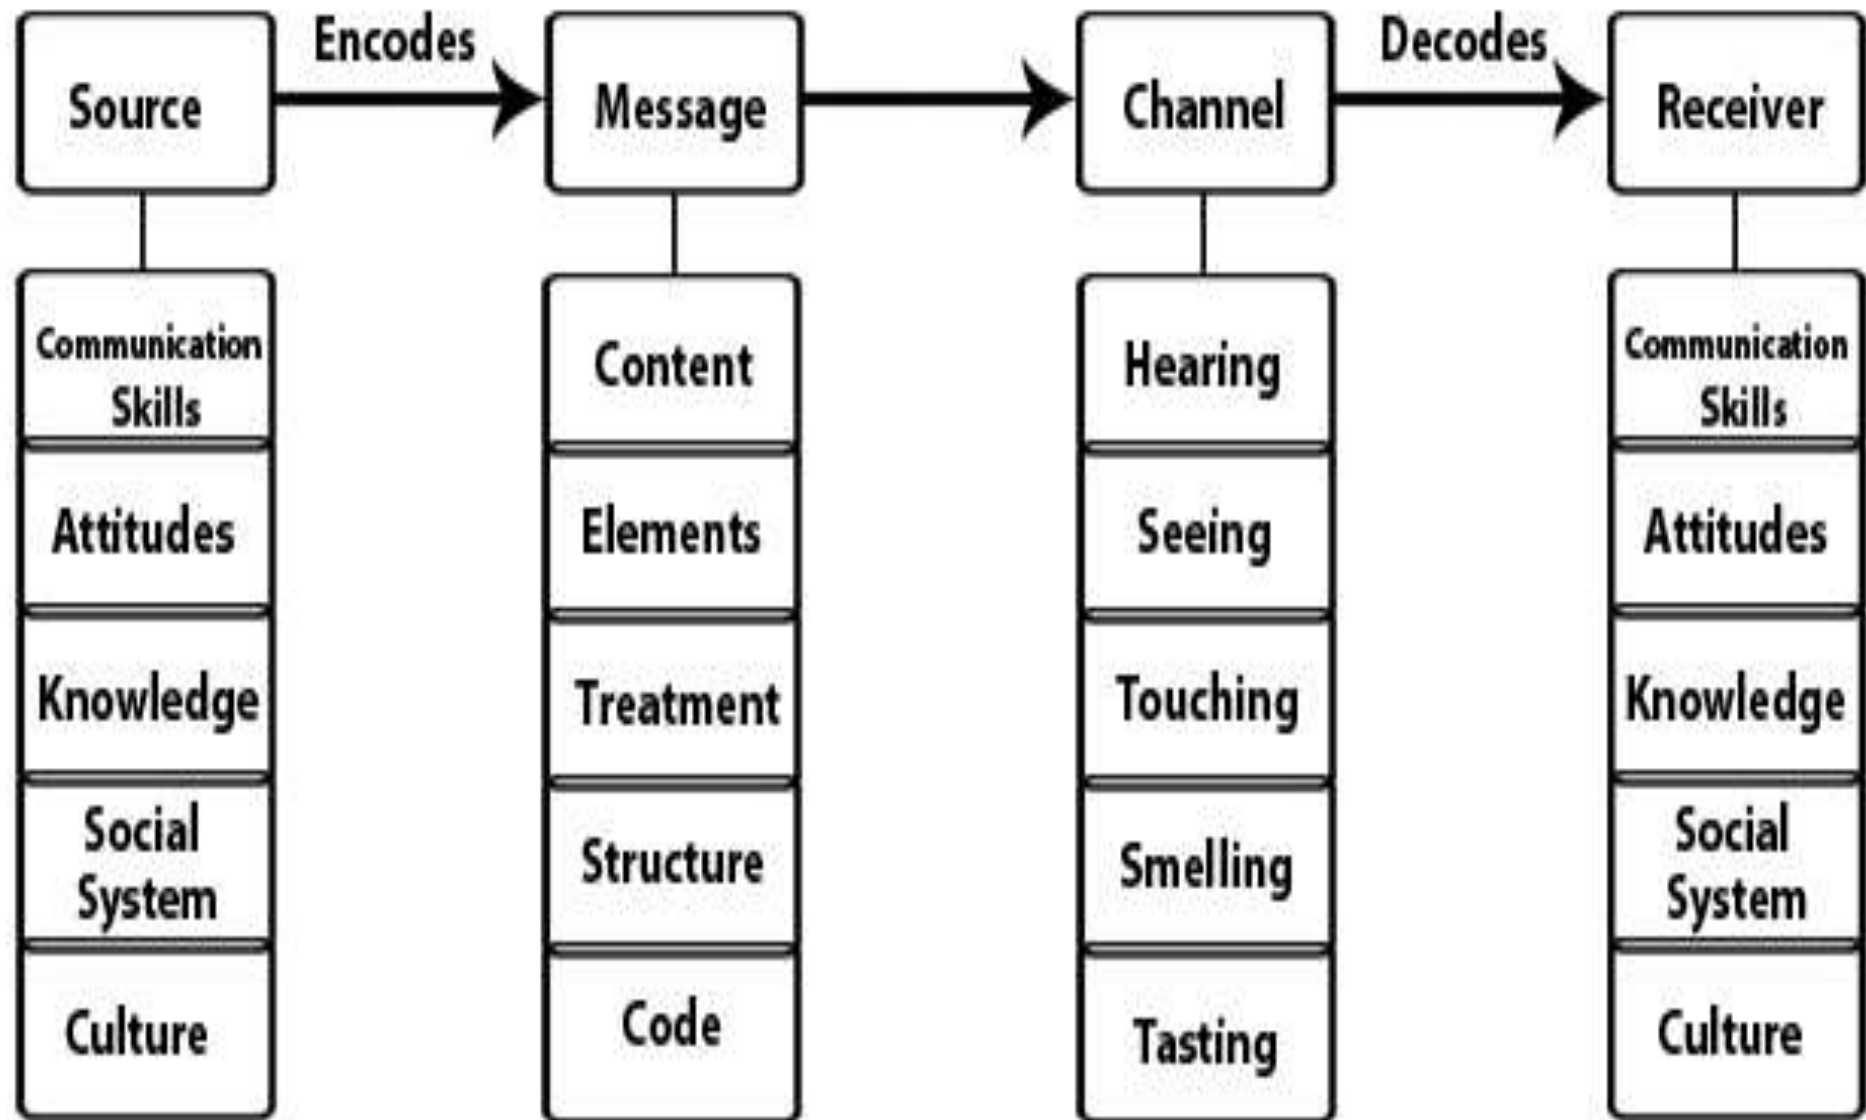 Encodes
Decodes
Source
Message
Channel
Receiver
Communication
Skills
Attitudes
Knowledge
Social
System
Culture
Content
Elements
Treatment
Structure
Code
Hearing
Seeing
Touching
Smelling
Tasting
Communication
Skills
Attitudes
Knowledge
Social
System
Culture